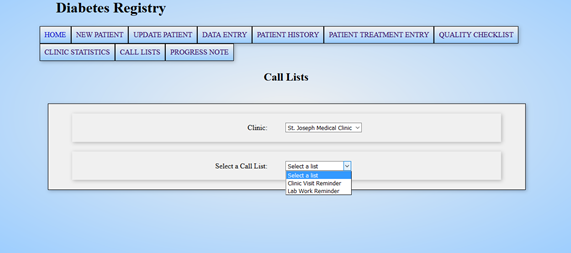 Diabetes Registry
HOME NEW PATIENT UPDATE PATIENT DATA ENTRY PATIENT HISTORY PATIENT TREATMENT ENTRY QUALITY CHECKLIST
CLINIC STATISTICS CALL LISTS PROGRESS NOTE
Call Lists
Clinic: St. Joseph Medical Clinic
Select a Call List: Select a list
Select a list
Clinic Visit Reminder
Lab Work Reminder